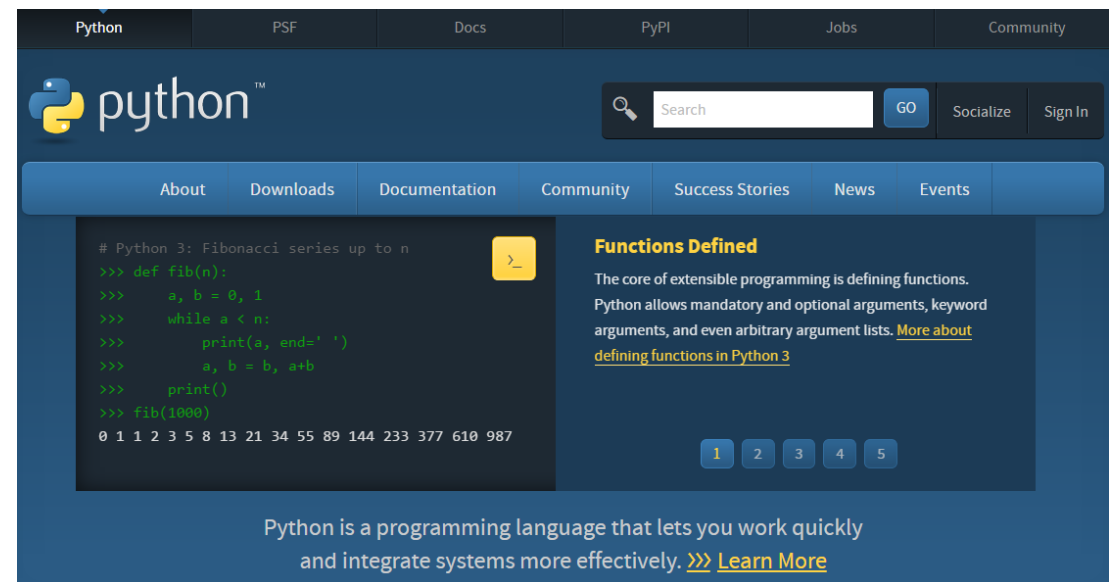 Python PSF Docs PyPI Jobs Community
python™
Search GO Socialize Sign In
About Downloads Documentation Community Success Stories News Events
# Python 3: Fibonacci series up to n
>>> def fib(n):
>>>     a, b = 0, 1
>>>     while a < n:
>>>         print(a, end=' ')
>>>         a, b = b, a+b
>>>     print()
>>> fib(1000)
0 1 1 2 3 5 8 13 21 34 55 89 144 233 377 610 987
>_
Functions Defined
The core of extensible programming is defining functions.
Python allows mandatory and optional arguments, keyword
arguments, and even arbitrary argument lists. More about
defining functions in Python 3
1 2 3 4 5
Python is a programming language that lets you work quickly
and integrate systems more effectively. >>> Learn More